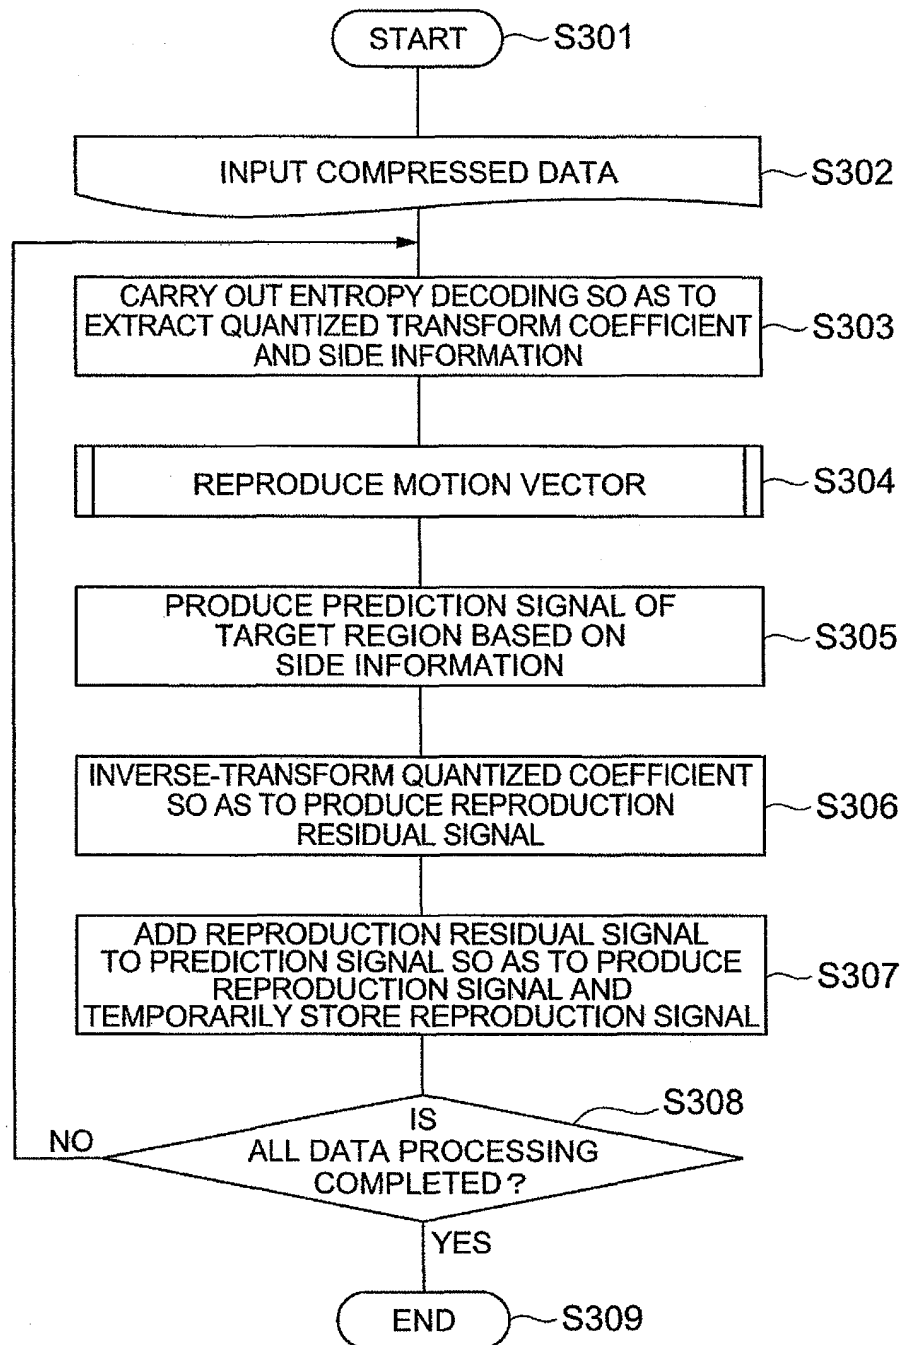 START
S301
INPUT COMPRESSED DATA
S302
CARRY OUT ENTROPY DECODING SO AS TO
EXTRACT QUANTIZED TRANSFORM COEFFICIENT
AND SIDE INFORMATION
S303
REPRODUCE MOTION VECTOR
S304
PRODUCE PREDICTION SIGNAL OF
TARGET REGION BASED ON
SIDE INFORMATION
S305
INVERSE-TRANSFORM QUANTIZED COEFFICIENT
SO AS TO PRODUCE REPRODUCTION
RESIDUAL SIGNAL
S306
ADD REPRODUCTION RESIDUAL SIGNAL
TO PREDICTION SIGNAL SO AS TO PRODUCE
REPRODUCTION SIGNAL AND
TEMPORARILY STORE REPRODUCTION SIGNAL
S307
IS
ALL DATA PROCESSING
COMPLETED?
S308
NO
YES
END
S309